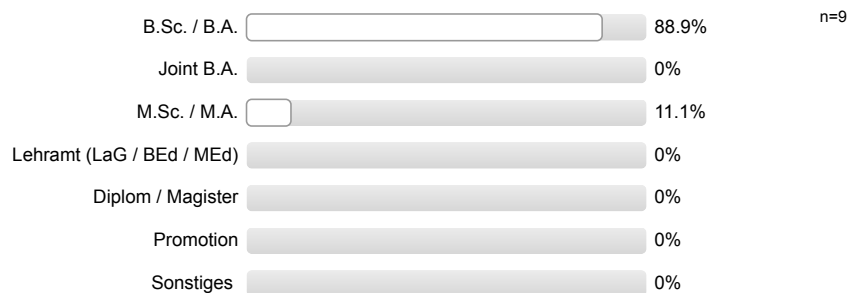 B.Sc. / B.A. 88.9% n=9
Joint B.A. 0%
M.Sc. / M.A. 11.1%
Lehramt (LaG / BEd / MEd) 0%
Diplom / Magister 0%
Promotion 0%
Sonstiges 0%